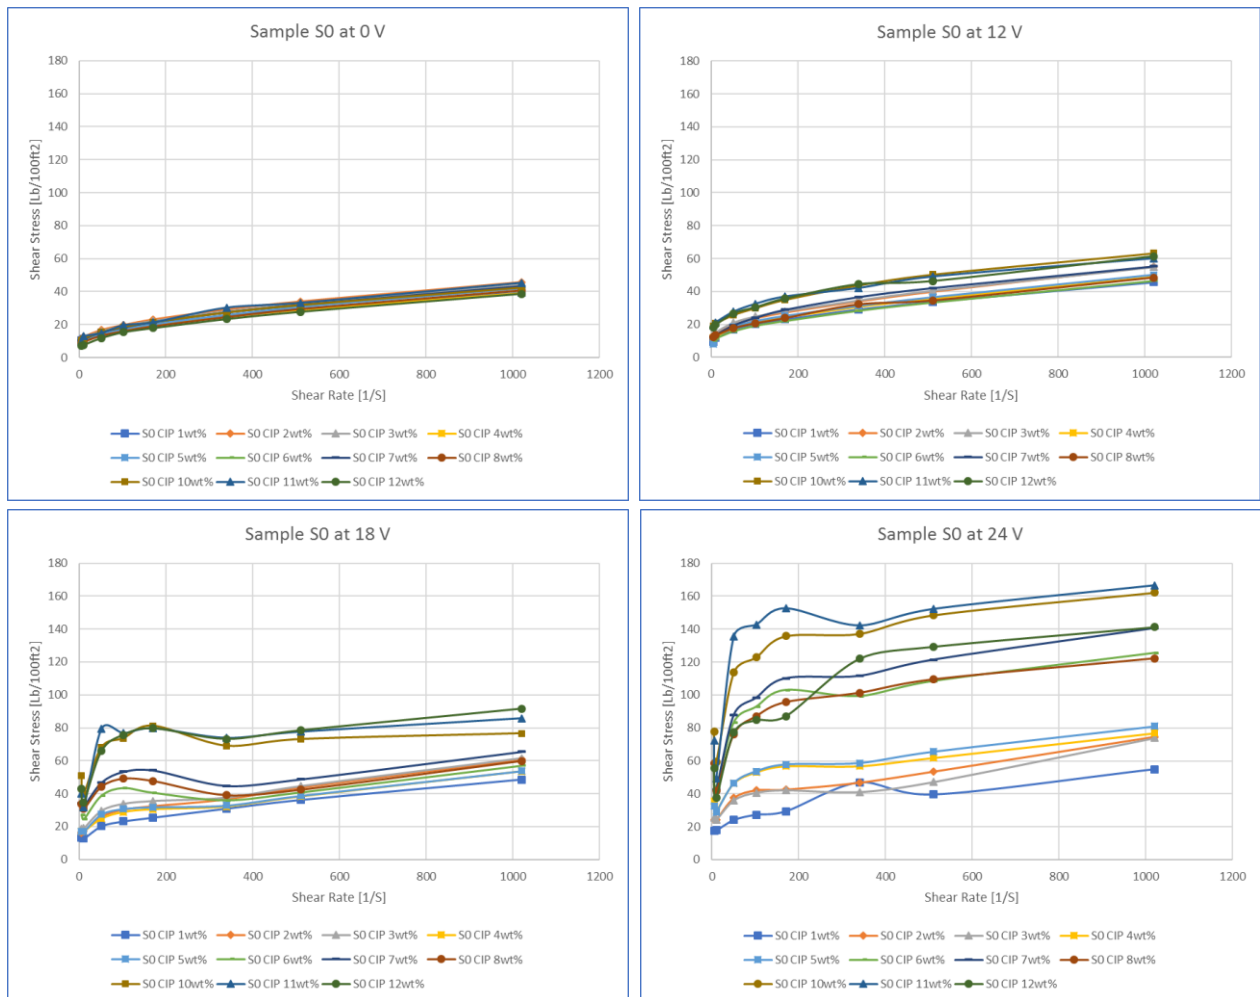 Sample S0 at 0 V
180
160
140
120
100
80
60
40
20
0
Shear Stress [Lb/100ft2]
0 200 400 600 800 1000 1200
Shear Rate [1/S]
S0 CIP 1wt% S0 CIP 2wt% S0 CIP 3wt% S0 CIP 4wt%
S0 CIP 5wt% S0 CIP 6wt% S0 CIP 7wt% S0 CIP 8wt%
S0 CIP 10wt% S0 CIP 11wt% S0 CIP 12wt%
Sample S0 at 12 V
180
160
140
120
100
80
60
40
20
0
Shear Stress [Lb/100ft2]
0 200 400 600 800 1000 1200
Shear Rate [1/S]
S0 CIP 1wt% S0 CIP 2wt% S0 CIP 3wt% S0 CIP 4wt%
S0 CIP 5wt% S0 CIP 6wt% S0 CIP 7wt% S0 CIP 8wt%
S0 CIP 10wt% S0 CIP 11wt% S0 CIP 12wt%
Sample S0 at 18 V
180
160
140
120
100
80
60
40
20
0
Shear Stress [Lb/100ft2]
0 200 400 600 800 1000 1200
Shear Rate [1/S]
S0 CIP 1wt% S0 CIP 2wt% S0 CIP 3wt% S0 CIP 4wt%
S0 CIP 5wt% S0 CIP 6wt% S0 CIP 7wt% S0 CIP 8wt%
S0 CIP 10wt% S0 CIP 11wt% S0 CIP 12wt%
Sample S0 at 24 V
180
160
140
120
100
80
60
40
20
0
Shear Stress [Lb/100ft2]
0 200 400 600 800 1000 1200
Shear Rate [1/S]
S0 CIP 1wt% S0 CIP 2wt% S0 CIP 3wt% S0 CIP 4wt%
S0 CIP 5wt% S0 CIP 6wt% S0 CIP 7wt% S0 CIP 8wt%
S0 CIP 10wt% S0 CIP 11wt% S0 CIP 12wt%